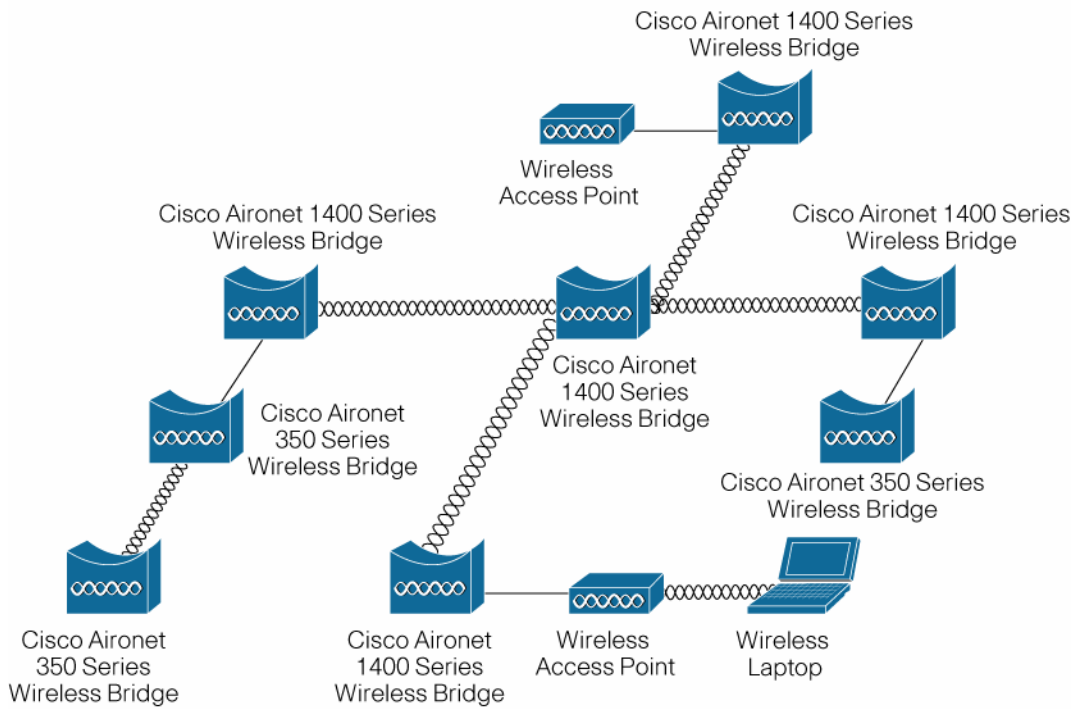 Cisco Aironet 1400 Series
Wireless Bridge
Wireless
Access Point
Cisco Aironet 1400 Series
Wireless Bridge
Cisco Aironet 1400 Series
Wireless Bridge
Cisco Aironet
1400 Series
Wireless Bridge
Cisco Aironet
350 Series
Wireless Bridge
Cisco Aironet 350 Series
Wireless Bridge
Cisco Aironet
350 Series
Wireless Bridge
Cisco Aironet
1400 Series
Wireless Bridge
Wireless
Access Point
Wireless
Laptop